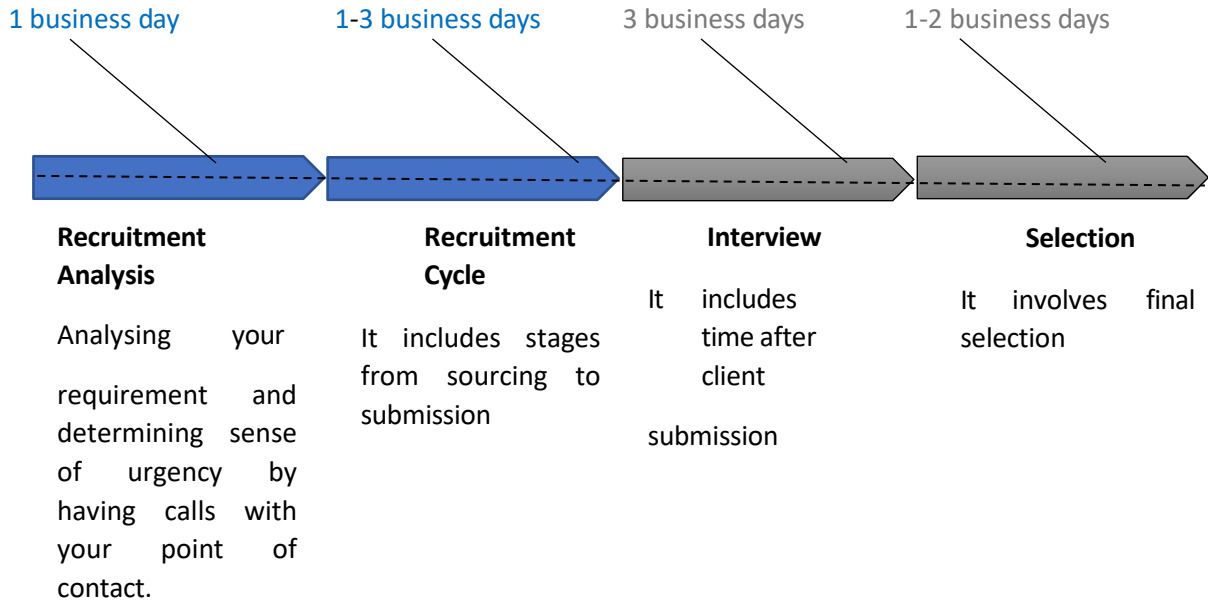 1 business day
1-3 business days
3 business days
1-2 business days
Recruitment
Analysis
Analysing your
requirement and
determining sense
of urgency by
having calls with
your point of
contact.
Recruitment
Cycle
It includes stages
from sourcing to
submission
Interview
It includes
time after
client
submission
Selection
It involves final
selection